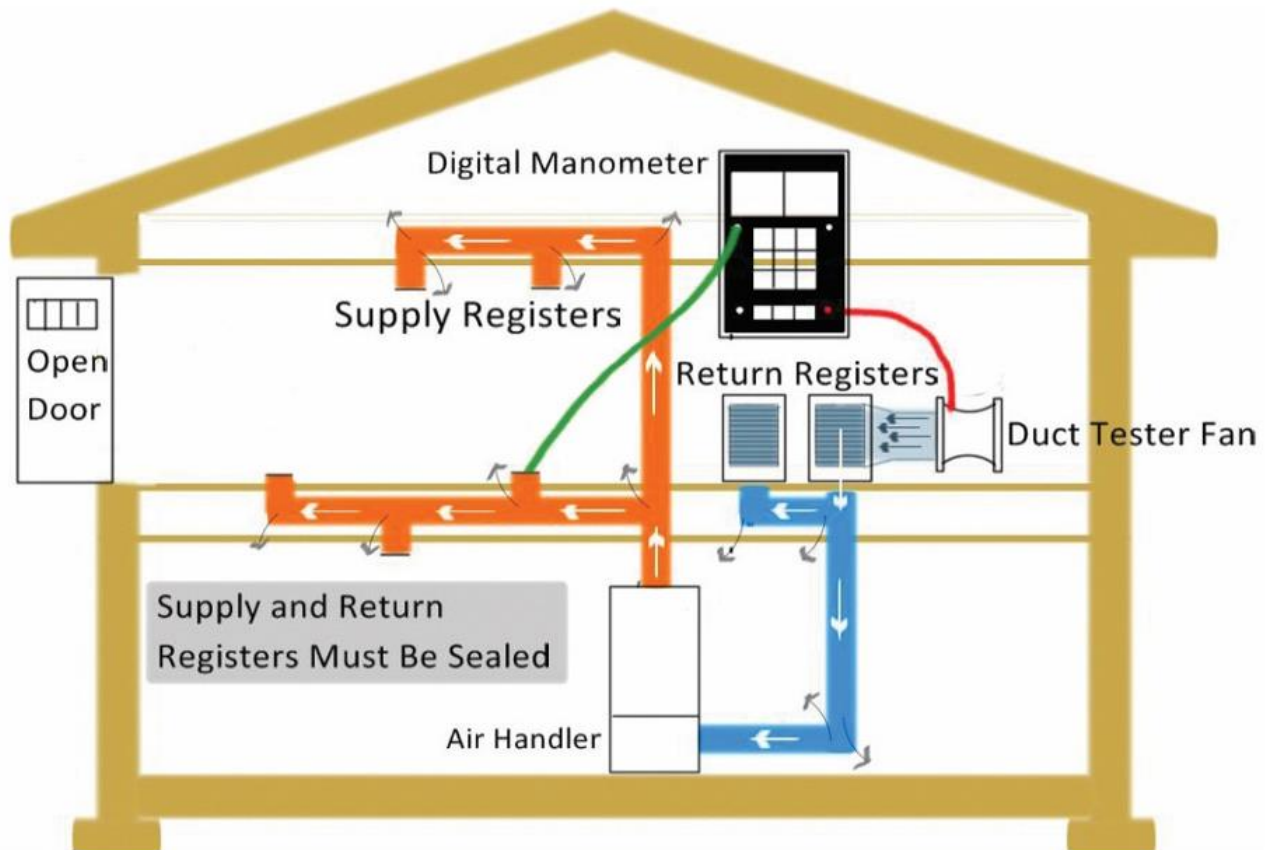 Digital Manometer
Supply Registers
Open
Door
Return Registers
Duct Tester Fan
Supply and Return
Registers Must Be Sealed
Air Handler